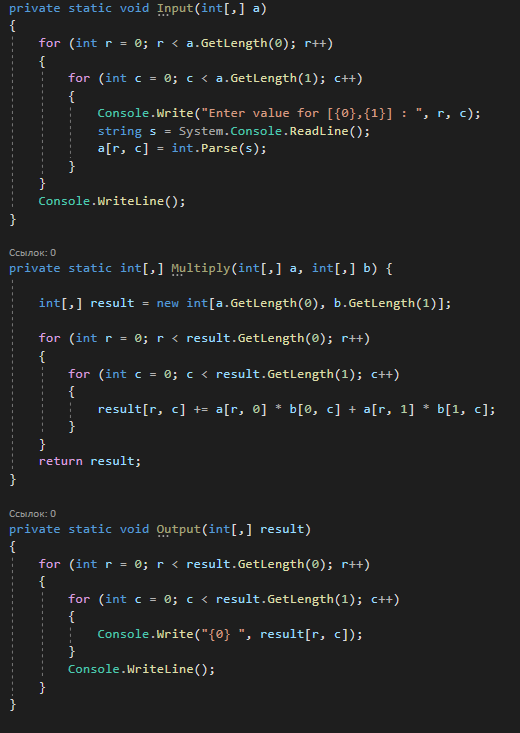 private static void Input(int[,] a)
{
    for (int r = 0; r < a.GetLength(0); r++)
    {
        for (int c = 0; c < a.GetLength(1); c++)
        {
            Console.Write("Enter value for [{0},{1}] : ", r, c);
            string s = System.Console.ReadLine();
            a[r, c] = int.Parse(s);
        }
    }
    Console.WriteLine();
}
Ссылок: 0
private static int[,] Multiply(int[,] a, int[,] b) {
    int[,] result = new int[a.GetLength(0), b.GetLength(1)];
    for (int r = 0; r < result.GetLength(0); r++)
    {
        for (int c = 0; c < result.GetLength(1); c++)
        {
            result[r, c] += a[r, 0] * b[0, c] + a[r, 1] * b[1, c];
        }
    }
    return result;
}
Ссылок: 0
private static void Output(int[,] result)
{
    for (int r = 0; r < result.GetLength(0); r++)
    {
        for (int c = 0; c < result.GetLength(1); c++)
        {
            Console.Write("{0} ", result[r, c]);
        }
        Console.WriteLine();
    }
}